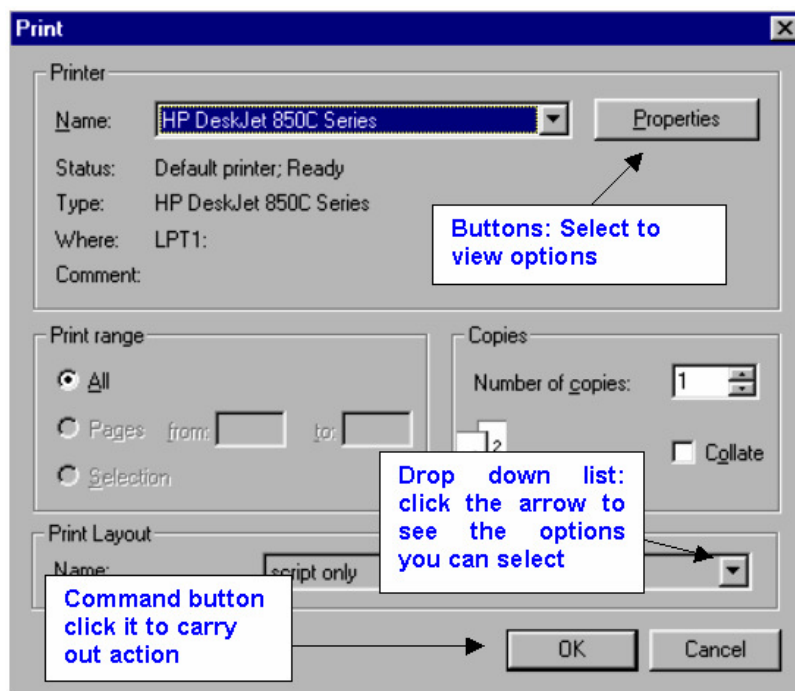 Print
Printer
Name: HP DeskJet 850C Series Properties
Status: Default printer; Ready
Type: HP DeskJet 850C Series
Where: LPT1:
Comment:
Buttons: Select to
view options
Print range
All
Pages from: to:
Selection
Copies
Number of copies: 1
2
Collate
Drop down list:
click the arrow to
see the options
you can select
Print Layout
Name: script only
Command button
click it to carry
out action
OK Cancel